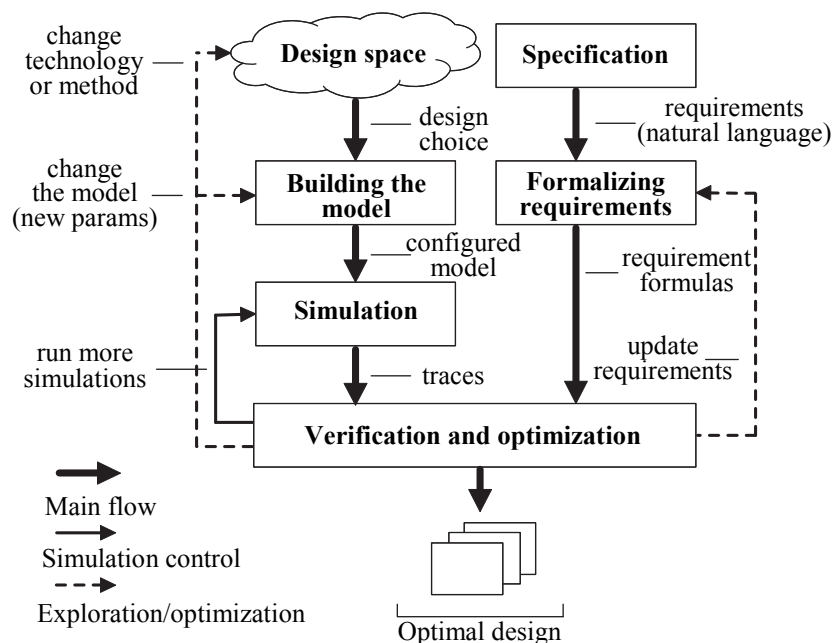 change
technology
or method
Design space
Specification
design
choice
requirements
(natural language)
change
the model
(new params)
Building the
model
Formalizing
requirements
configured
model
requirement
formulas
Simulation
run more
simulations
traces
update
requirements
Verification and optimization
Main flow
Simulation control
Exploration/optimization
Optimal design